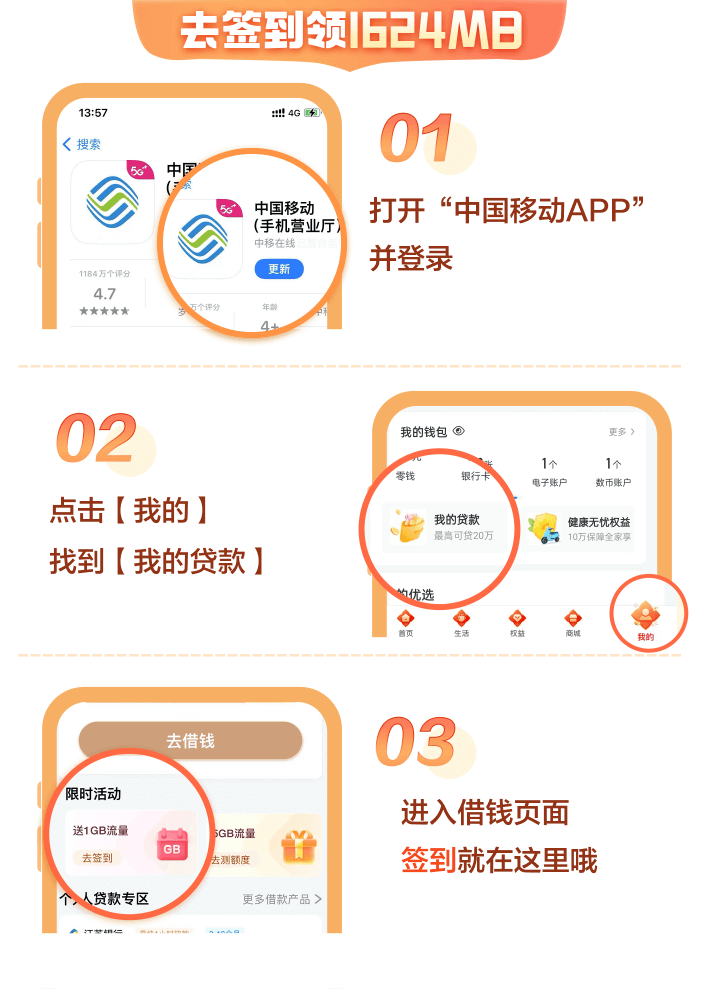 去签到领1624MB
13:57
4G
搜索
5G+
中国
5G+
中国移动
(手机营业厅)
中移在线
更新
1184万个评分
4.7
★★★★★
万个评分
年龄
4+
01
打开“中国移动APP”
并登录
02
点击【我的】
找到【我的贷款】
我的钱包
更多 >
零钱
银行卡
1个
电子账户
1个
数币账户
我的贷款
最高可贷20万
健康无忧权益
10万保障全家享
的优选
首页
生活
权益
商城
我的
去借钱
限时活动
送1GB流量
去签到
GB
5GB流量
去测额度
个人贷款专区
更多借款产品 >
江苏银行
03
进入借钱页面
签到就在这里哦